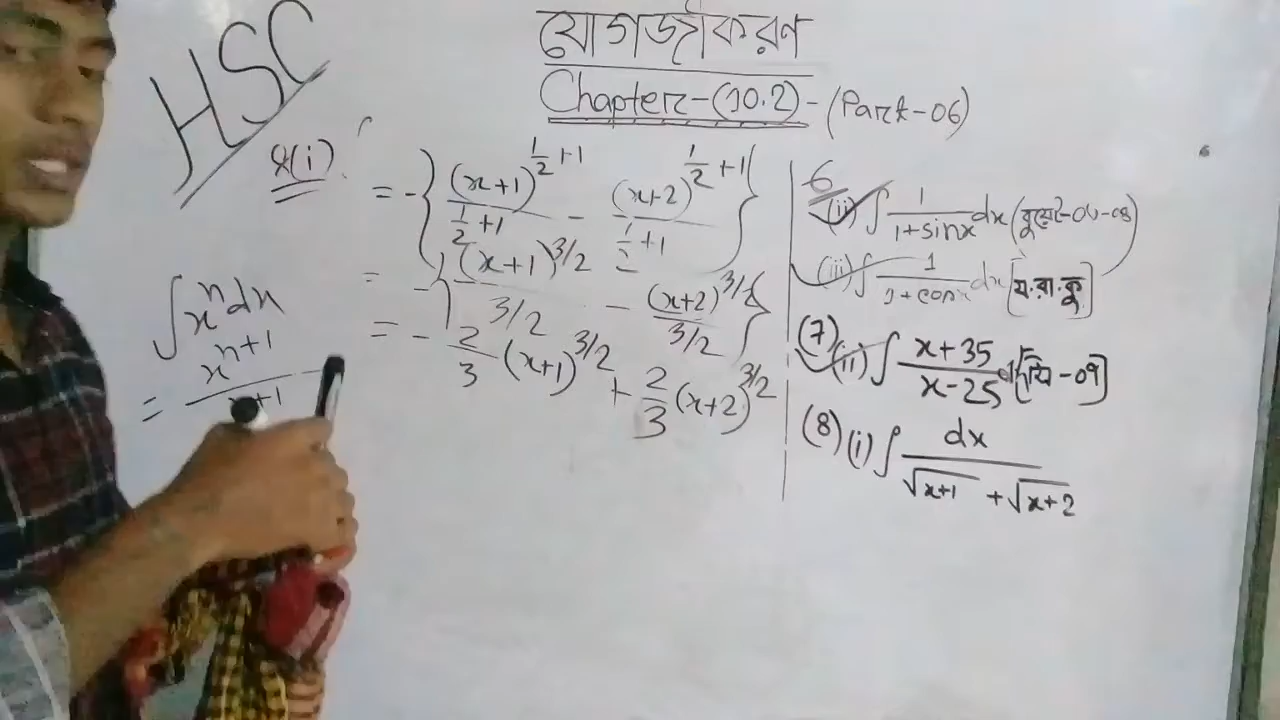 যোগজীকরণ
Chapter-(10.2)-(Part-06)
HSC
8(i)
= -{ (x+1)^{1/2 +1} / (1/2 +1) - (x+2)^{1/2 +1} / (1/2 +1) }
= -{ (x+1)^{3/2} / 3/2 - (x+2)^{3/2} / 3/2 }
= - 2/3 (x+1)^{3/2} + 2/3 (x+2)^{3/2}
∫x^n dx
= x^{n+1} / n+1
6
(ii) ∫ 1/(1+sinx) dx (বুয়েট-০৬-০৪)
(iii) ∫ 1/(1+cosx) dx [য.রা.কু]
(7)
(ii) ∫ (x+35)/(x-25)
(8) (i) ∫ dx/(√x+1 + √x+2)